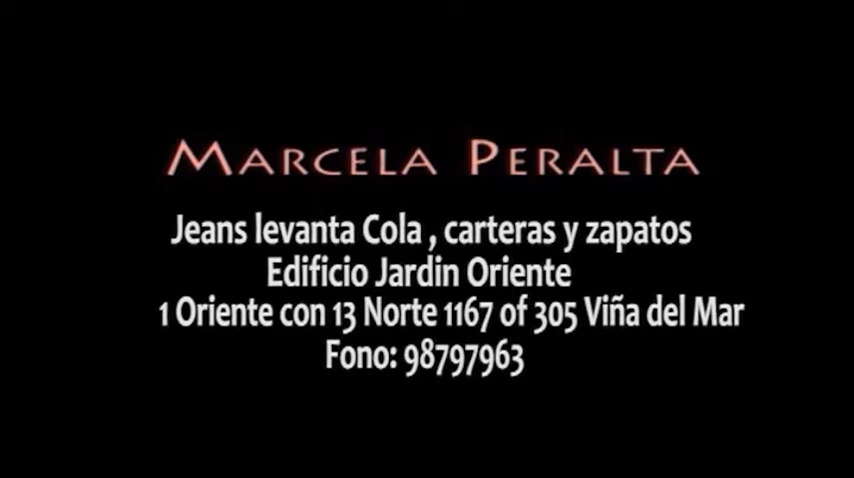 MARCELA PERALTA
Jeans levanta Cola , carteras y zapatos
Edificio Jardin Oriente
1 Oriente con 13 Norte 1167 of 305 Viña del Mar
Fono: 98797963